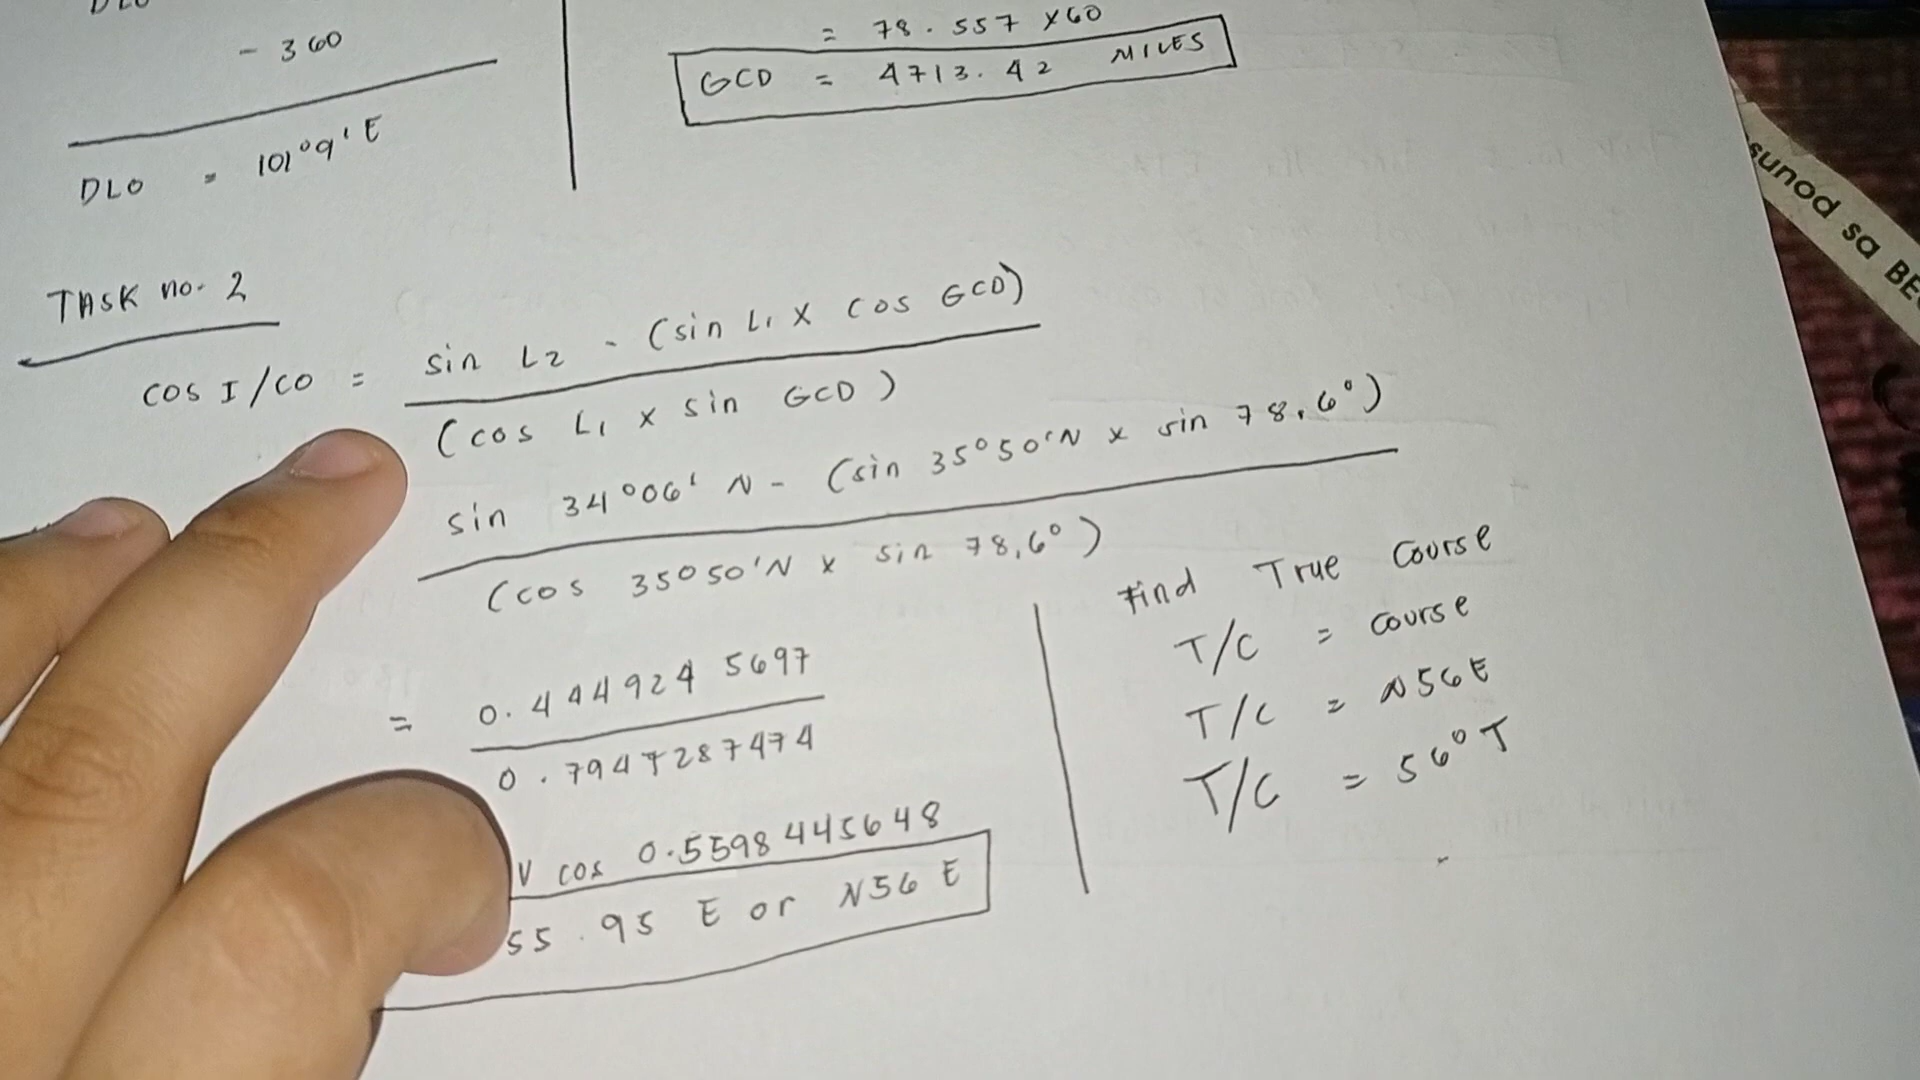 - 360
DLO = 101°9'E
= 78.557 x60
GCD = 4713.42 MILES
TASK no. 2
cos I/CO = sin L2 - (sin L1 x cos GCD)
(cos L1 x sin GCD)
sin 34°06' N - (sin 35°50'N x sin 78.6°)
(cos 35°50'N x sin 78.6°)
= 0.4449245697
0.7947287474
V cos 0.5598445648
55.95 E or N56 E
Find True Course
T/C = course
T/C = N56E
T/C = 56° T
sunod sa